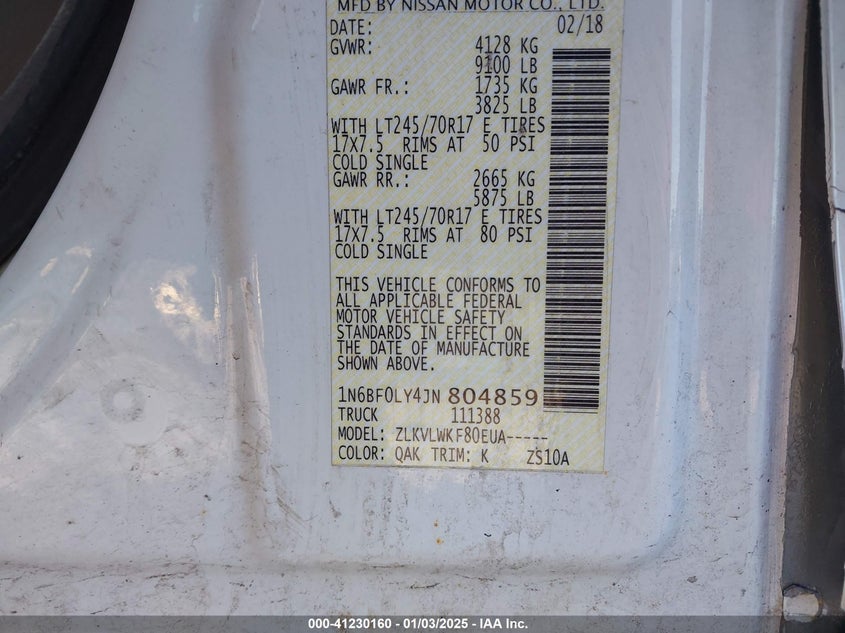 MFD BY NISSAN MOTOR CO., LTD.
DATE: 02/18
GVWR: 4128 KG
9100 LB
GAWR FR.: 1735 KG
3825 LB
WITH LT245/70R17 E TIRES
17X7.5 RIMS AT 50 PSI
COLD SINGLE
GAWR RR.: 2665 KG
5875 LB
WITH LT245/70R17 E TIRES
17X7.5 RIMS AT 80 PSI
COLD SINGLE
THIS VEHICLE CONFORMS TO
ALL APPLICABLE FEDERAL
MOTOR VEHICLE SAFETY
STANDARDS IN EFFECT ON
THE DATE OF MANUFACTURE
SHOWN ABOVE.
1N6BF0LY4JN 804859
TRUCK 111388
MODEL: ZLKVLWKF80EUA-----
COLOR: QAK TRIM: K ZS10A
000-41230160 - 01/03/2025 - IAA Inc.